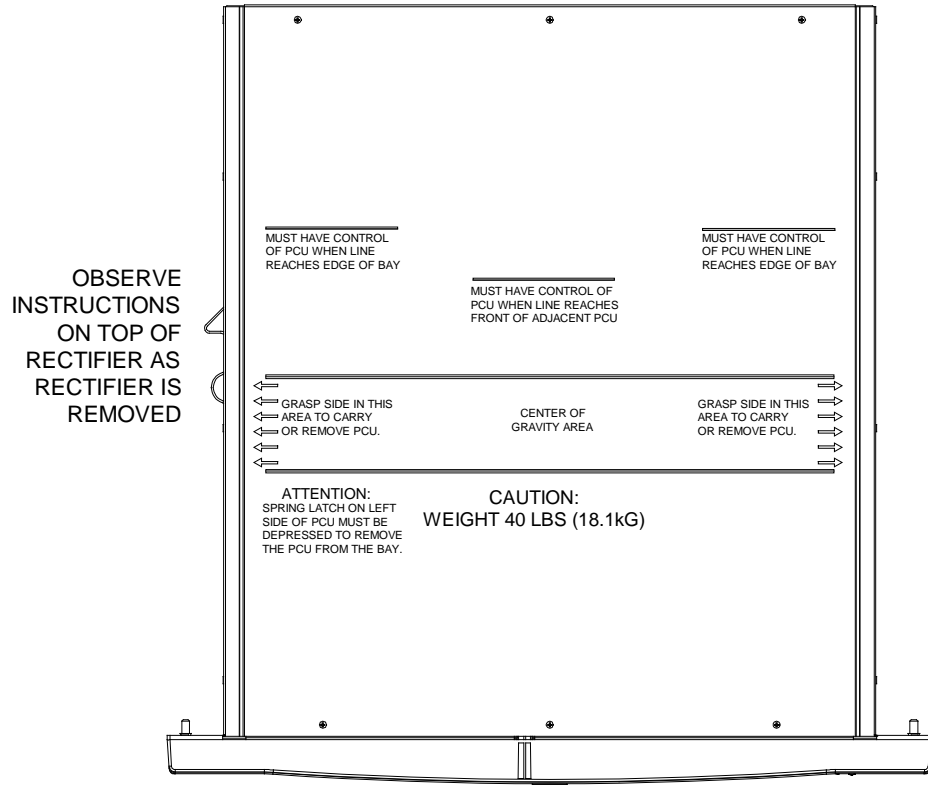 MUST HAVE CONTROL
OF PCU WHEN LINE
REACHES EDGE OF BAY
MUST HAVE CONTROL
OF PCU WHEN LINE
REACHES EDGE OF BAY
MUST HAVE CONTROL OF
PCU WHEN LINE REACHES
FRONT OF ADJACENT PCU
OBSERVE
INSTRUCTIONS
ON TOP OF
RECTIFIER AS
RECTIFIER IS
REMOVED
GRASP SIDE IN THIS
AREA TO CARRY
OR REMOVE PCU.
CENTER OF
GRAVITY AREA
GRASP SIDE IN THIS
AREA TO CARRY
OR REMOVE PCU.
ATTENTION:
SPRING LATCH ON LEFT
SIDE OF PCU MUST BE
DEPRESSED TO REMOVE
THE PCU FROM THE BAY.
CAUTION:
WEIGHT 40 LBS (18.1kG)